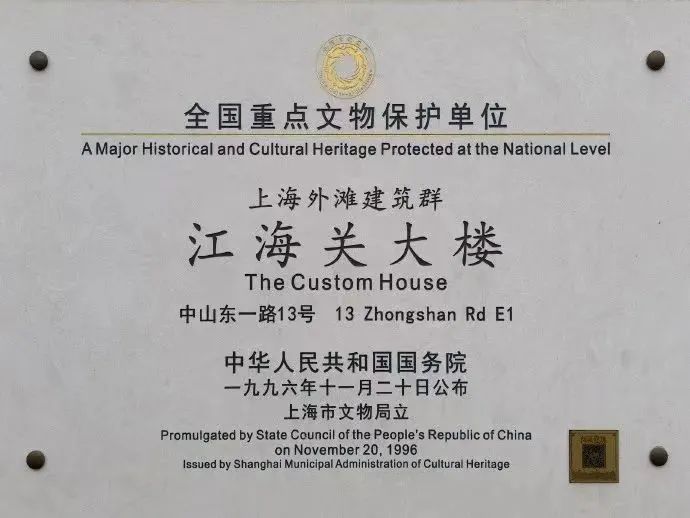 全国重点文物保护单位
A Major Historical and Cultural Heritage Protected at the National Level
上海外滩建筑群
江海关大楼
The Custom House
中山东一路13号 13 Zhongshan Rd E1
中华人民共和国国务院
一九九六年十一月二十日公布
上海市文物局立
Promulgated by State Council of the People's Republic of China
on November 20, 1996
Issued by Shanghai Municipal Administration of Cultural Heritage